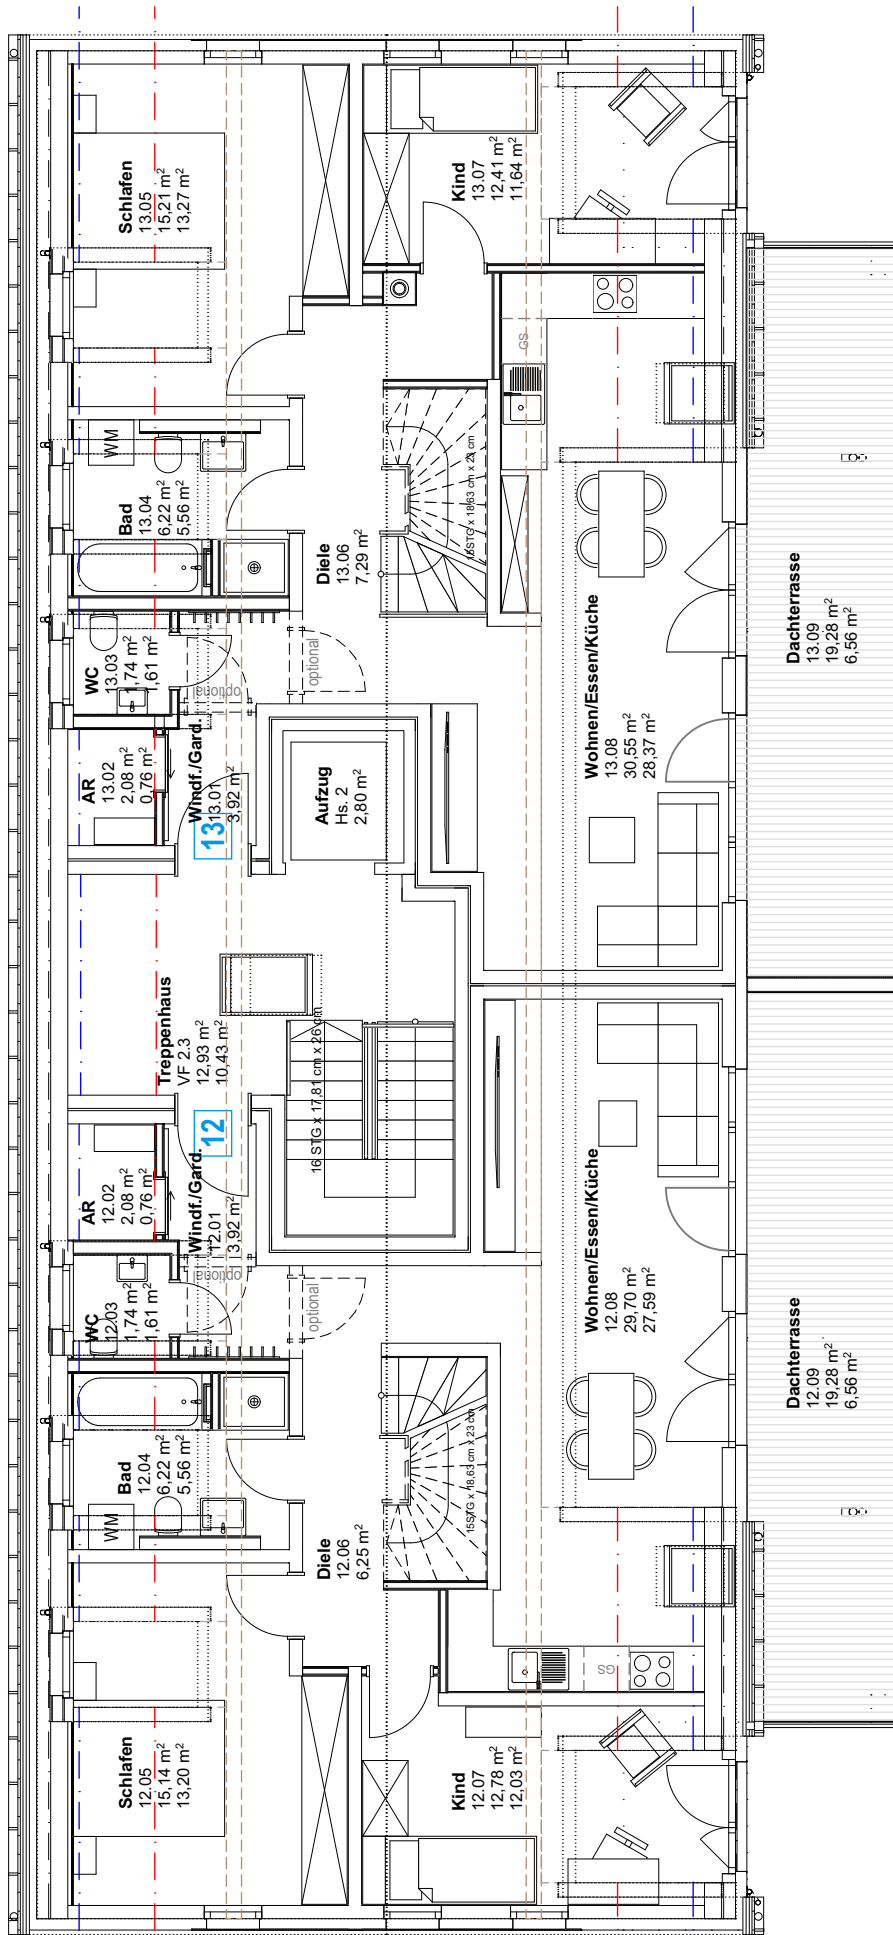 Schlafen
13.05
15,21 m²
13,27 m²
Kind
13.07
12,41 m²
11,64 m²
WM
Bad
13.04
6,22 m²
5,56 m²
GS
15STG x 18,63 cm x 23 cm
Diele
13.06
7,29 m²
WC
13.03
1,74 m²
1,61 m²
optional
optional
AR
13.02
2,08 m²
0,76 m²
Windf./Gard.
13.01
3,92 m²
13
Aufzug
Hs. 2
2,80 m²
Wohnen/Essen/Küche
13.08
30,55 m²
28,37 m²
Dachterrasse
13.09
19,28 m²
6,56 m²
Treppenhaus
VF 2.3
12,93 m²
10,43 m²
16 STG x 17,81 cm x 26 cm
12
AR
12.02
2,08 m²
0,76 m²
Windf./Gard.
12.01
3,92 m²
WC
12.03
1,74 m²
1,61 m²
optional
optional
Wohnen/Essen/Küche
12.08
29,70 m²
27,59 m²
Dachterrasse
12.09
19,28 m²
6,56 m²
Bad
12.04
6,22 m²
5,56 m²
WM
15STG x 18,63 cm x 23 cm
Diele
12.06
6,25 m²
GS
Schlafen
12.05
15,14 m²
13,20 m²
Kind
12.07
12,78 m²
12,03 m²